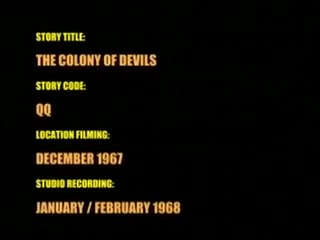 STORY TITLE:
THE COLONY OF DEVILS
STORY CODE:
QQ
LOCATION FILMING:
DECEMBER 1967
STUDIO RECORDING:
JANUARY / FEBRUARY 1968